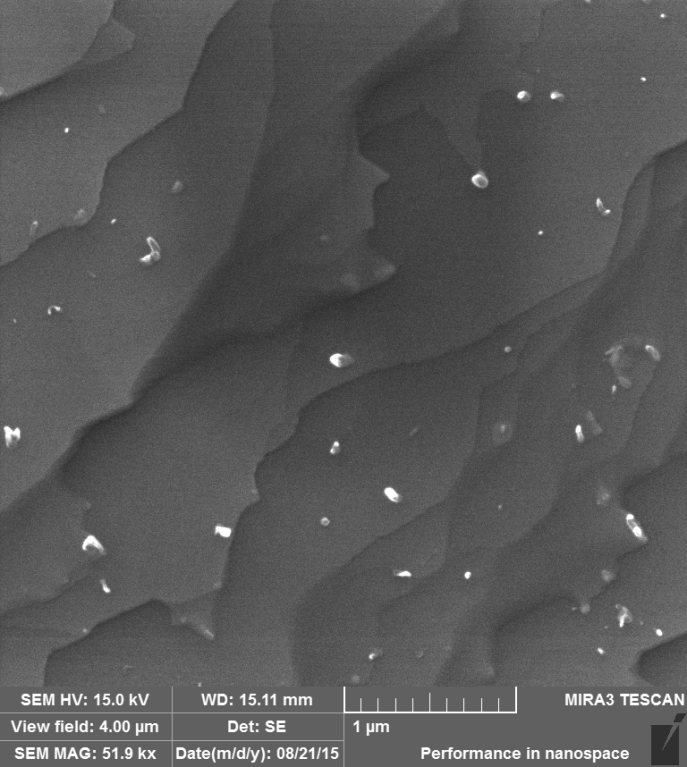 SEM HV: 15.0 kV WD: 15.11 mm MIRA3 TESCAN
View field: 4.00 µm Det: SE 1 µm
SEM MAG: 51.9 kx Date(m/d/y): 08/21/15 Performance in nanospace